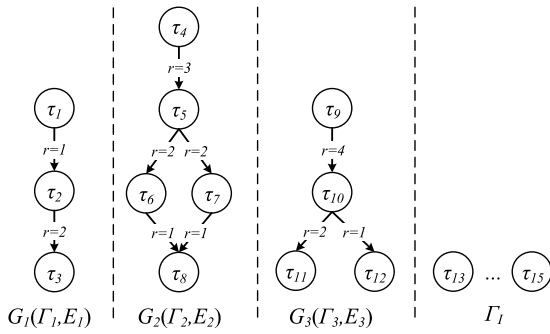 τ4
r=3
τ1
τ5
τ9
r=1
r=2
r=2
r=4
τ2
τ6
τ7
τ10
r=2
r=1
r=1
r=2
r=1
τ3
τ8
τ11
τ12
τ13 ... τ15
G1(Γ1,E1)
G2(Γ2,E2)
G3(Γ3,E3)
ΓI